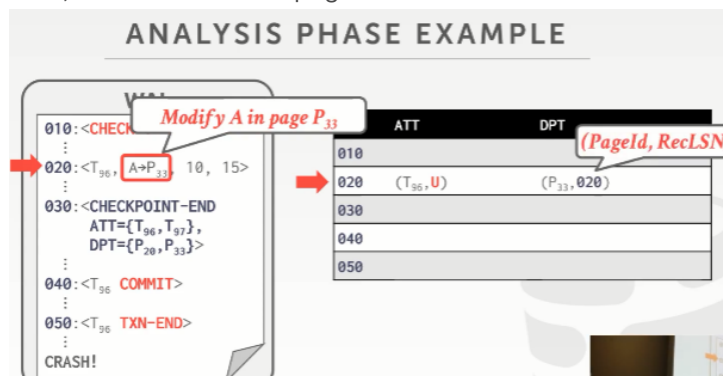 ANALYSIS PHASE EXAMPLE
Modify A in page P33
010:<CHECK
⋮
020:<T96, A→P33, 10, 15>
⋮
030:<CHECKPOINT-END
ATT={T96,T97},
DPT={P20,P33}>
⋮
040:<T96 COMMIT>
⋮
050:<T96 TXN-END>
⋮
CRASH!
ATT DPT
(PageId, RecLSN
010
020 (T96,U) (P33,020)
030
040
050